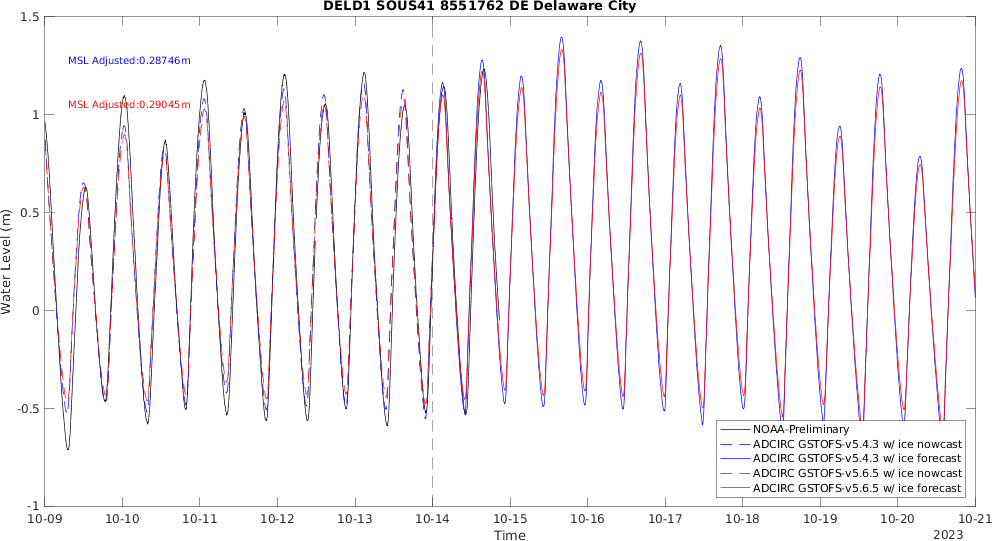 DELD1 SOUS41 8551762 DE Delaware City
1.5
1
0.5
0
-0.5
-1
Water Level (m)
MSL Adjusted:0.28746m
MSL Adjusted:0.29045m
NOAA-Preliminary
ADCIRC GSTOFS-v5.4.3 w/ ice nowcast
ADCIRC GSTOFS-v5.4.3 w/ ice forecast
ADCIRC GSTOFS-v5.6.5 w/ ice nowcast
ADCIRC GSTOFS-v5.6.5 w/ ice forecast
10-09 10-10 10-11 10-12 10-13 10-14 10-15 10-16 10-17 10-18 10-19 10-20 10-21
Time
2023